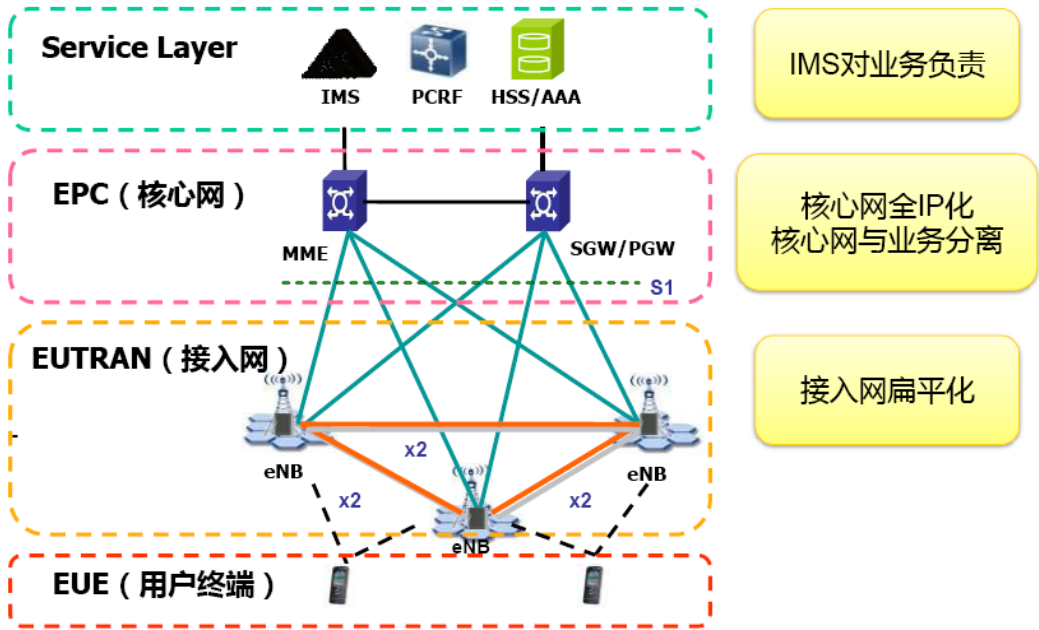 Service Layer
IMS
PCRF
HSS/AAA
IMS对业务负责
EPC（核心网）
MME
SGW/PGW
S1
核心网全IP化
核心网与业务分离
EUTRAN（接入网）
eNB
x2
eNB
x2
x2
eNB
接入网扁平化
EUE（用户终端）